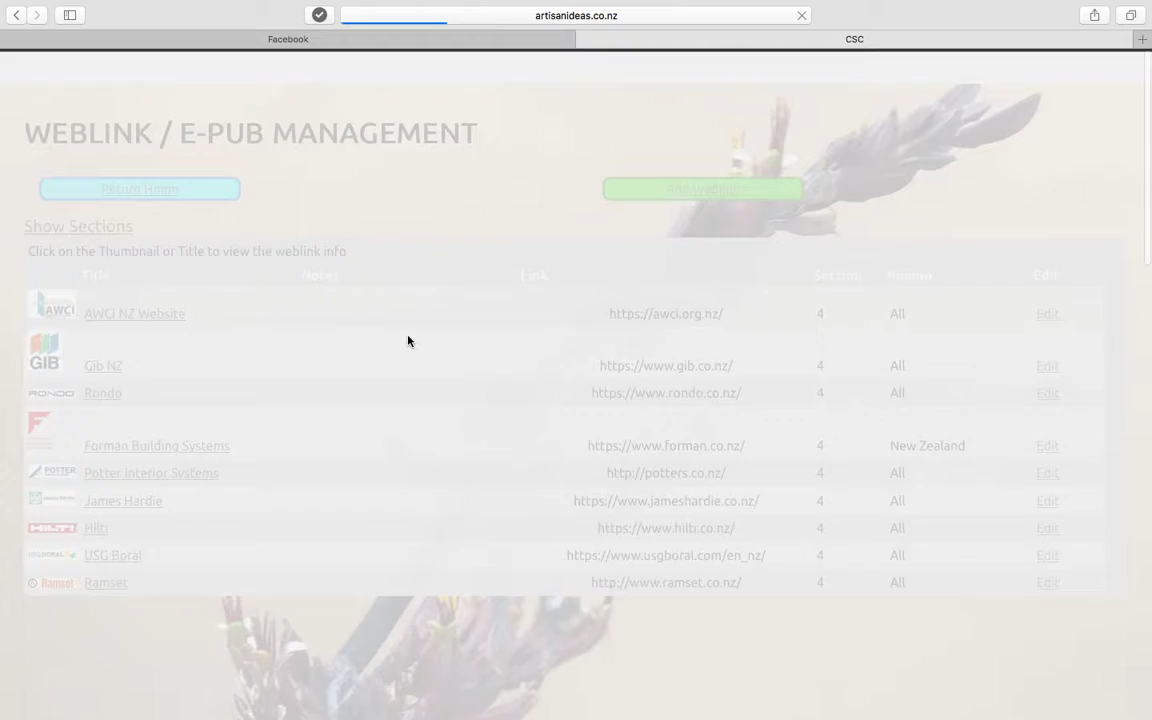 artisanideas.co.nz
Facebook
CSC
WEBLINK / E-PUB MANAGEMENT
Return Home
Add Weblink
Show Sections
Click on the Thumbnail or Title to view the weblink info
Title Notes Link Section Edit
AWCI AWCI NZ Website https://awci.org.nz/ 4 All Edit
GIB Gib NZ https://www.gib.co.nz/ 4 All Edit
RONDO Rondo https://www.rondo.co.nz/ 4 All Edit
Forman Building Systems https://www.forman.co.nz/ 4 New Zealand Edit
POTTER Potter Interior Systems http://potters.co.nz/ 4 All Edit
James Hardie https://www.jameshardie.co.nz/ 4 All Edit
HILTI Hilti https://www.hilti.co.nz/ 4 All Edit
USG BORAL USG Boral https://www.usgboral.com/en_nz/ 4 All Edit
Ramset Ramset http://www.ramset.co.nz/ 4 All Edit